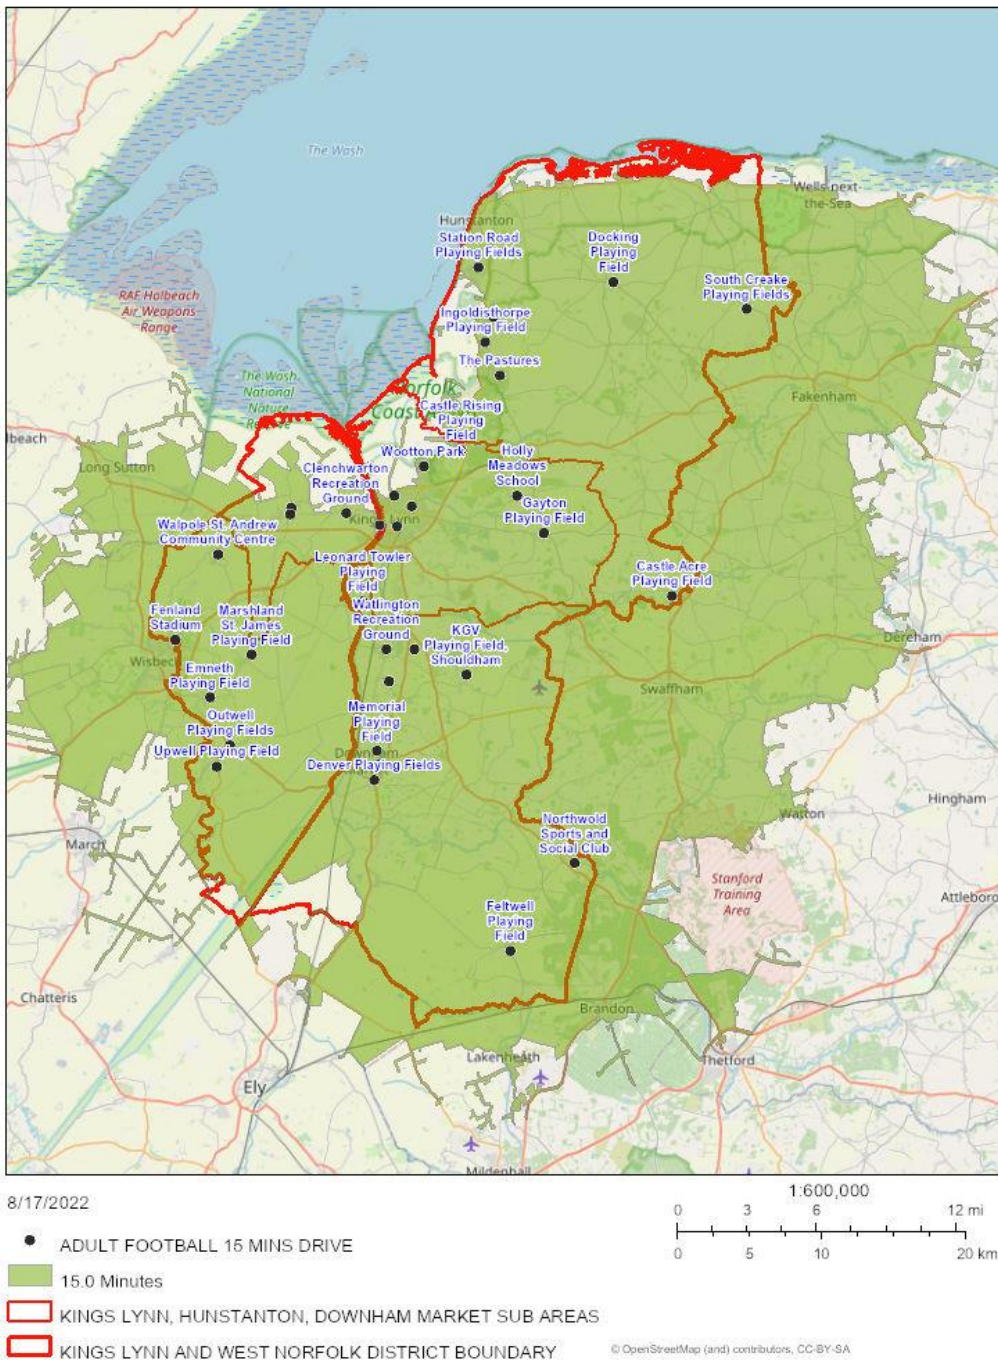 The Wash
Wells-next-
the-Sea
Hunstanton
Station Road
Playing Fields
Docking
Playing
Field
South Creake
Playing Fields
RAF Holbeach
Air Weapons
Range
Ingoldisthorpe
Playing Field
The Pastures
The Wash
National
Nature
Norfolk
Coast
Castle Rising
Playing
Field
Fakenham
lbeach
Long Sutton
Wootton Park
Holly
Meadows
School
Clenchwarton
Recreation
Ground
Gayton
Playing Field
King's Lynn
Walpole St. Andrew
Community Centre
Leonard Towler
Playing
Field
Castle Acre
Playing Field
Fenland
Stadium
Marshland
St. James
Playing Field
Watlington
Recreation
Ground
KGV
Playing Field,
Shouldham
Dereham
Wisbech
Emneth
Playing Field
Swaffham
Outwell
Playing Fields
Memorial
Playing
Field
Upwell Playing Field
Downham
Denver Playing Fields
Hingham
Watton
March
Northwold
Sports and
Social Club
Stanford
Training
Area
Attlebor
Feltwell
Playing
Field
Chatteris
Brandon
Lakenheath
Thetford
Ely
Mildenhall
8/17/2022
1:600,000
0 3 6 12 mi
0 5 10 20 km
ADULT FOOTBALL 15 MINS DRIVE
15.0 Minutes
KINGS LYNN, HUNSTANTON, DOWNHAM MARKET SUB AREAS
KINGS LYNN AND WEST NORFOLK DISTRICT BOUNDARY
© OpenStreetMap (and) contributors, CC-BY-SA